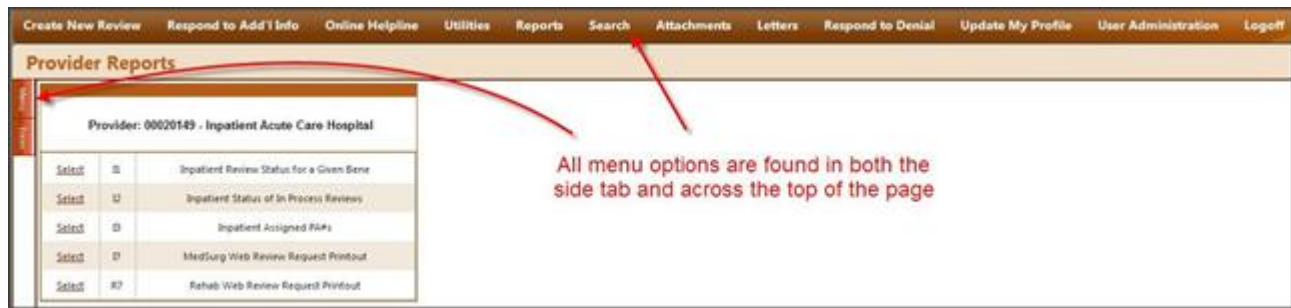 Create New Review Respond to Add'l Info Online Helpline Utilities Reports Search Attachments Letters Respond to Denial Update My Profile User Administration Logoff
Provider Reports
Menu
Provider: 00020149 - Inpatient Acute Care Hospital
Select Inpatient Review Status for a Given Bene
Select Inpatient Status of In Process Reviews
Select Inpatient Assigned PA#s
Select MedSurg Web Review Request Printout
Select Rehab Web Review Request Printout
All menu options are found in both the
side tab and across the top of the page